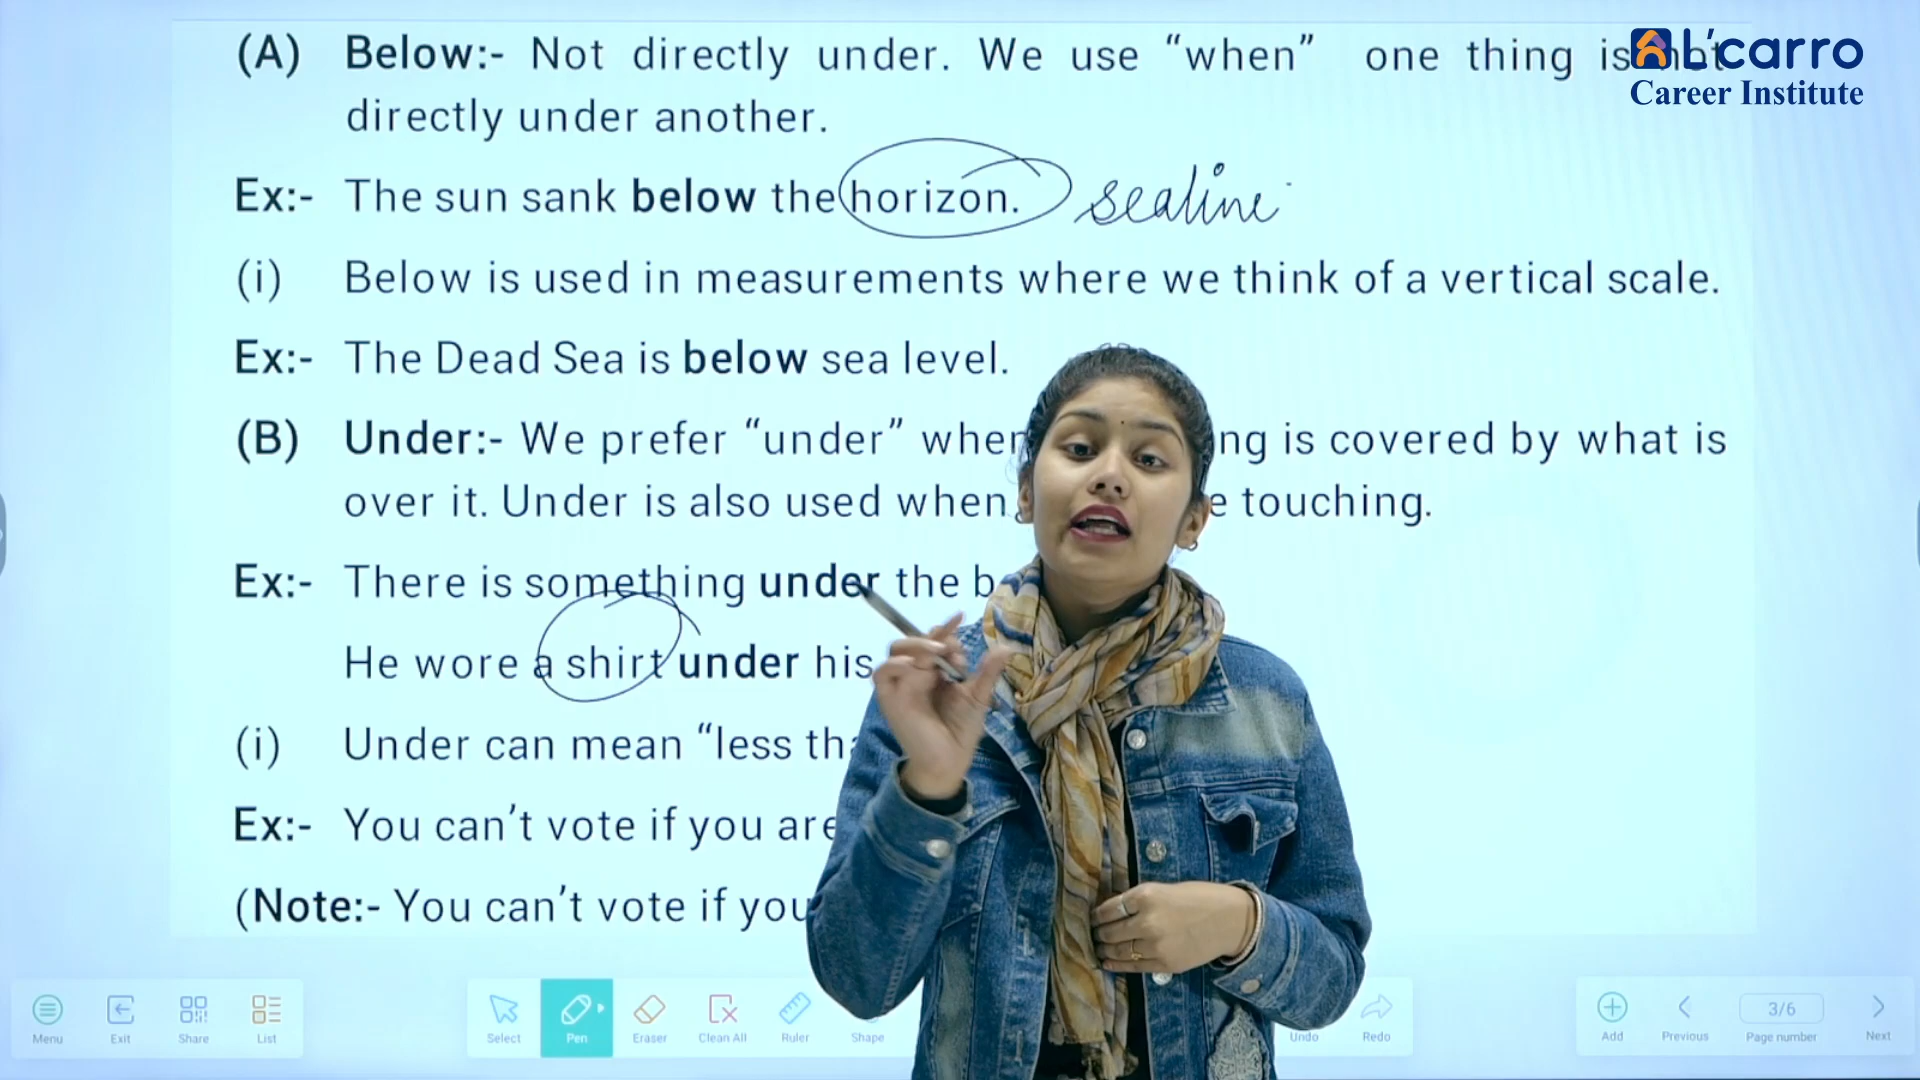 (A) Below:- Not directly under. We use “when” one thing is not
directly under another.
Ex:- The sun sank below the horizon. sealine
(i) Below is used in measurements where we think of a vertical scale.
Ex:- The Dead Sea is below sea level.
(B) Under:- We prefer “under” when ng is covered by what is
over it. Under is also used when touching.
Ex:- There is something under the b
He wore a shirt under his
(i) Under can mean “less tha
Ex:- You can’t vote if you are
(Note:- You can’t vote if you
L'carro
Career Institute
Menu Exit Share List Select Pen Eraser Clean All Ruler Shape Undo Redo Add Previous 3/6 Page number Next